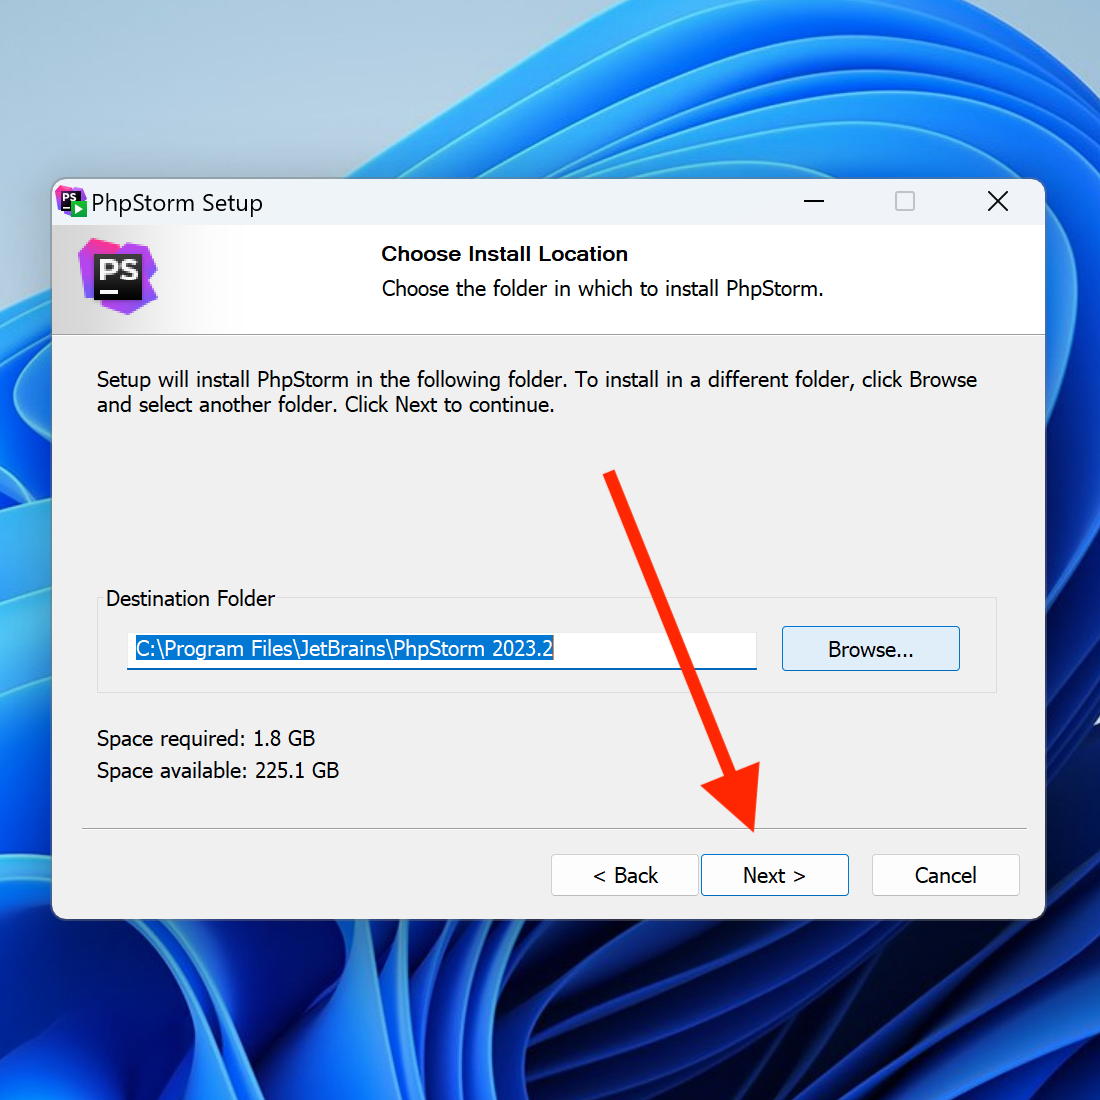 PS
PhpStorm Setup
PS
Choose Install Location
Choose the folder in which to install PhpStorm.
Setup will install PhpStorm in the following folder. To install in a different folder, click Browse
and select another folder. Click Next to continue.
Destination Folder
C:\Program Files\JetBrains\PhpStorm 2023.2
Browse...
Space required: 1.8 GB
Space available: 225.1 GB
< Back
Next >
Cancel